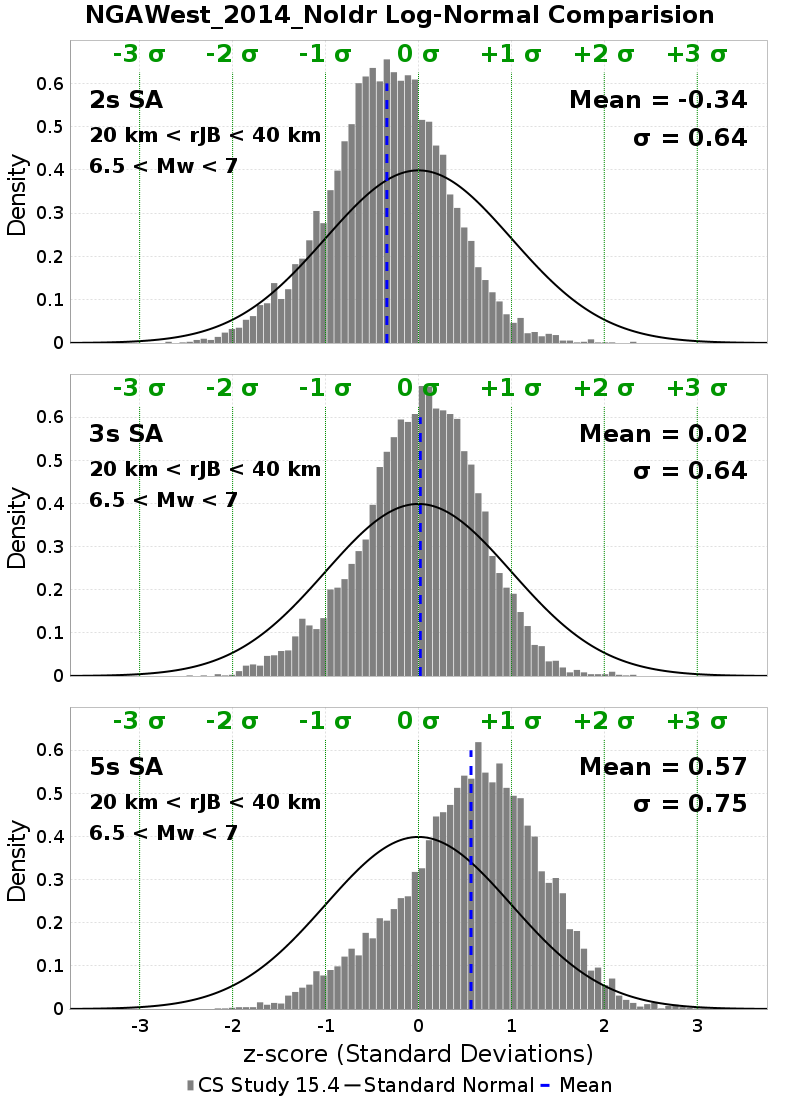 NGAWest_2014_NoIdr Log-Normal Comparision
-3 σ -2 σ -1 σ 0 σ +1 σ +2 σ +3 σ
2s SA
Mean = -0.34
20 km < rJB < 40 km
σ = 0.64
6.5 < Mw < 7
Density
0.6
0.5
0.4
0.3
0.2
0.1
0
-3 σ -2 σ -1 σ 0 σ +1 σ +2 σ +3 σ
3s SA
Mean = 0.02
20 km < rJB < 40 km
σ = 0.64
6.5 < Mw < 7
Density
0.6
0.5
0.4
0.3
0.2
0.1
0
-3 σ -2 σ -1 σ 0 σ +1 σ +2 σ +3 σ
5s SA
Mean = 0.57
20 km < rJB < 40 km
σ = 0.75
6.5 < Mw < 7
Density
0.6
0.5
0.4
0.3
0.2
0.1
0
-3 -2 -1 0 1 2 3
z-score (Standard Deviations)
CS Study 15.4 Standard Normal Mean